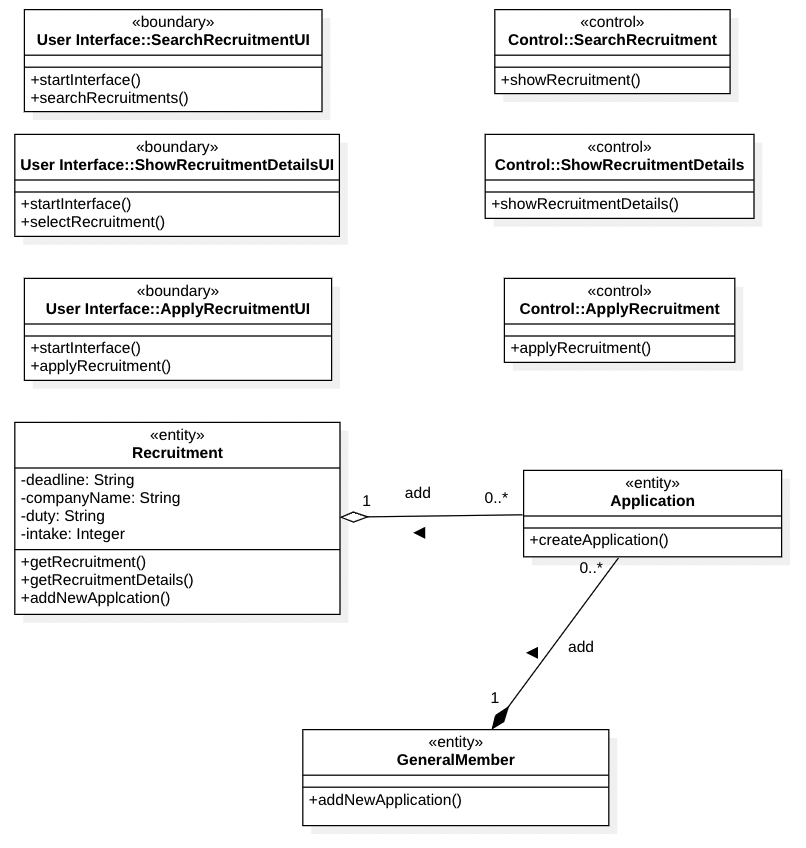 «boundary»
User Interface::SearchRecruitmentUI
+startInterface()
+searchRecruitments()
«control»
Control::SearchRecruitment
+showRecruitment()
«boundary»
User Interface::ShowRecruitmentDetailsUI
+startInterface()
+selectRecruitment()
«control»
Control::ShowRecruitmentDetails
+showRecruitmentDetails()
«boundary»
User Interface::ApplyRecruitmentUI
+startInterface()
+applyRecruitment()
«control»
Control::ApplyRecruitment
+applyRecruitment()
«entity»
Recruitment
-deadline: String
-companyName: String
-duty: String
-intake: Integer
+getRecruitment()
+getRecruitmentDetails()
+addNewApplcation()
1
add
0..*
«entity»
Application
+createApplication()
0..*
add
1
«entity»
GeneralMember
+addNewApplication()